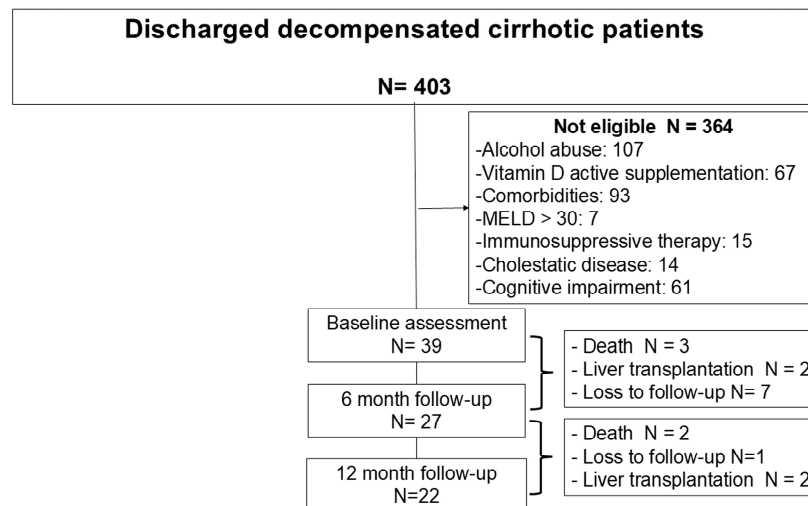 Discharged decompensated cirrhotic patients
N= 403
Not eligible N = 364
-Alcohol abuse: 107
-Vitamin D active supplementation: 67
-Comorbidities: 93
-MELD > 30: 7
-Immunosuppressive therapy: 15
-Cholestatic disease: 14
-Cognitive impairment: 61
Baseline assessment
N= 39
- Death N = 3
- Liver transplantation N = 2
- Loss to follow-up N= 7
6 month follow-up
N= 27
- Death N = 2
- Loss to follow-up N=1
- Liver transplantation N = 2
12 month follow-up
N=22